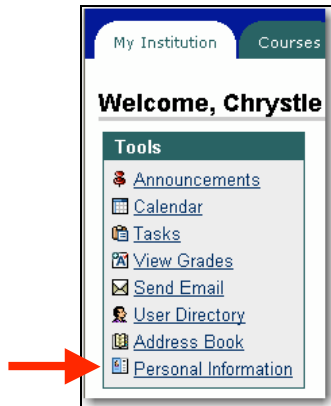 My Institution Courses
Welcome, Chrystle
Tools
Announcements
Calendar
Tasks
View Grades
Send Email
User Directory
Address Book
Personal Information